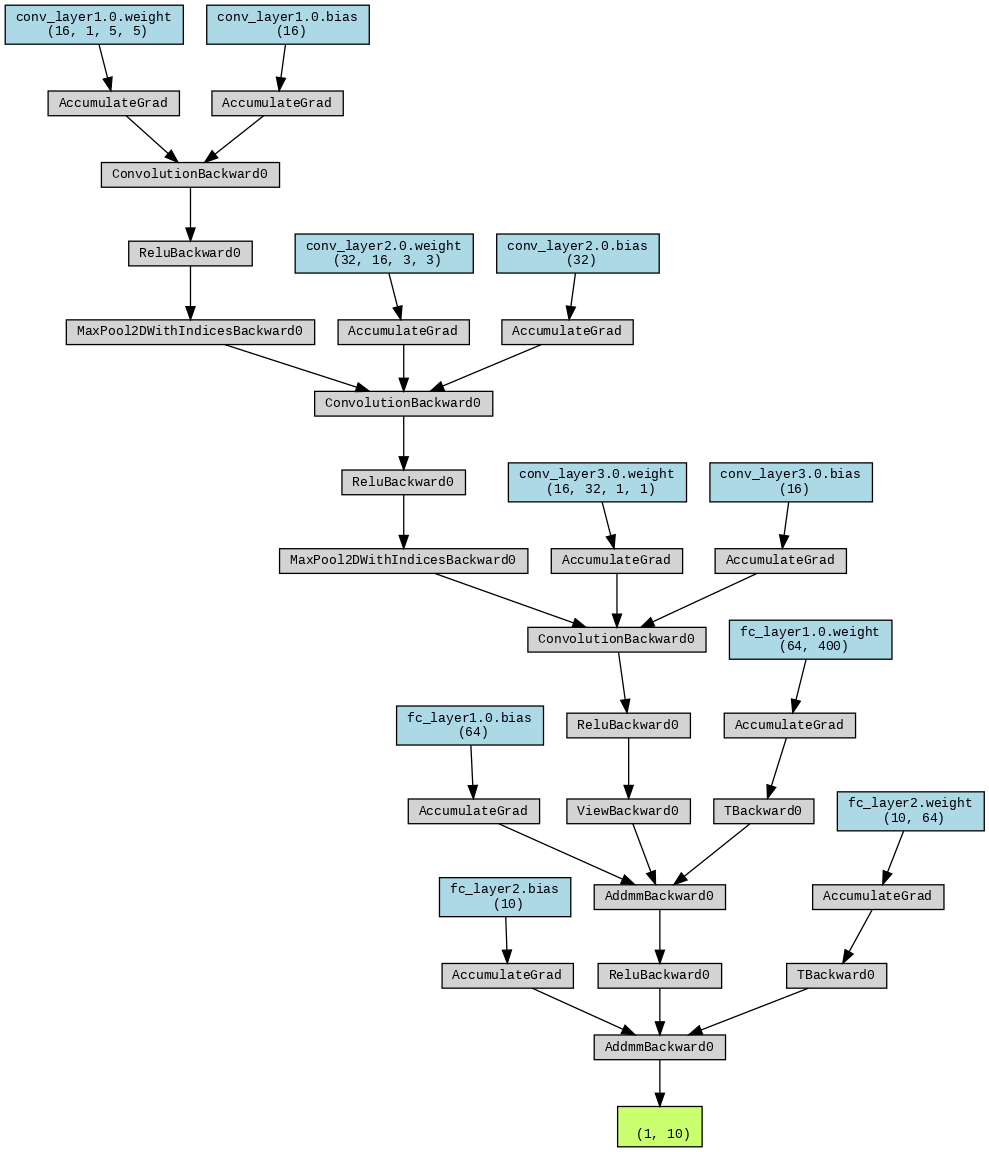 conv_layer1.0.weight
(16, 1, 5, 5)
conv_layer1.0.bias
(16)
AccumulateGrad
AccumulateGrad
ConvolutionBackward0
ReluBackward0
conv_layer2.0.weight
(32, 16, 3, 3)
conv_layer2.0.bias
(32)
MaxPool2DWithIndicesBackward0
AccumulateGrad
AccumulateGrad
ConvolutionBackward0
ReluBackward0
conv_layer3.0.weight
(16, 32, 1, 1)
conv_layer3.0.bias
(16)
MaxPool2DWithIndicesBackward0
AccumulateGrad
AccumulateGrad
ConvolutionBackward0
fc_layer1.0.weight
(64, 400)
fc_layer1.0.bias
(64)
ReluBackward0
AccumulateGrad
AccumulateGrad
ViewBackward0
TBackward0
fc_layer2.weight
(10, 64)
fc_layer2.bias
(10)
AddmmBackward0
AccumulateGrad
AccumulateGrad
ReluBackward0
TBackward0
AddmmBackward0
(1, 10)